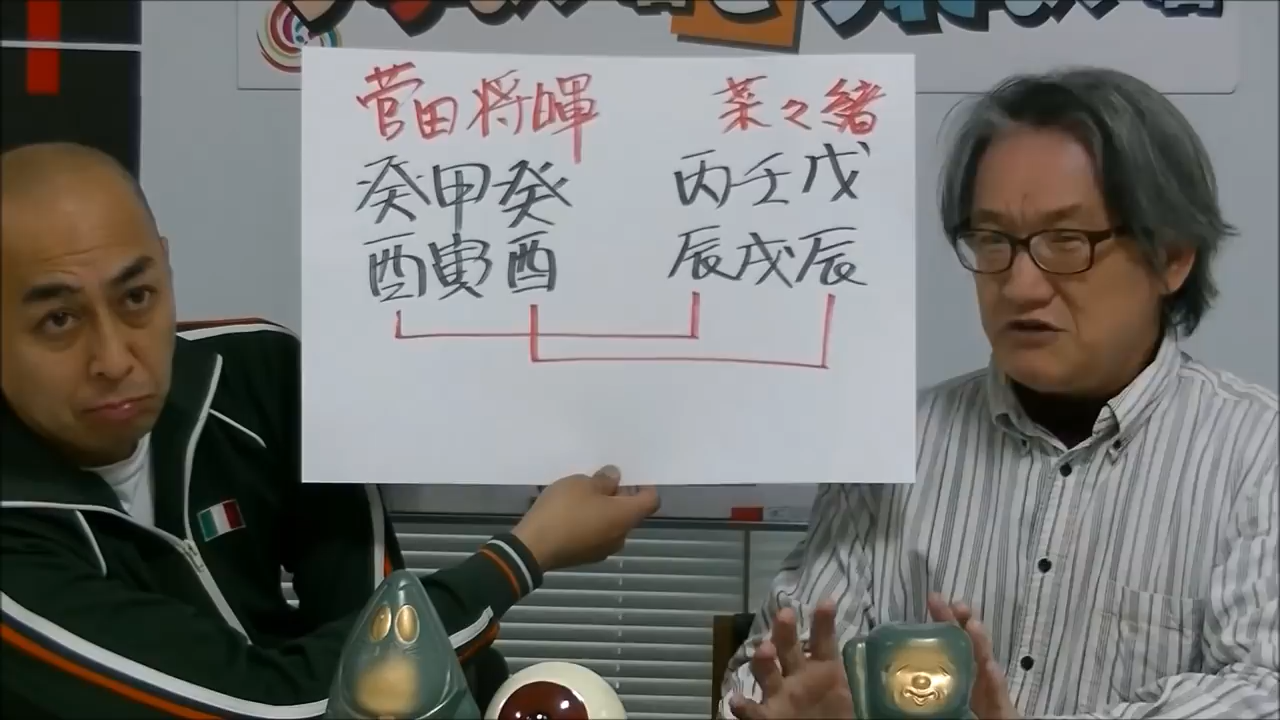 菅田将暉 菜々緒
癸甲癸 丙壬戊
酉寅酉 辰戌辰